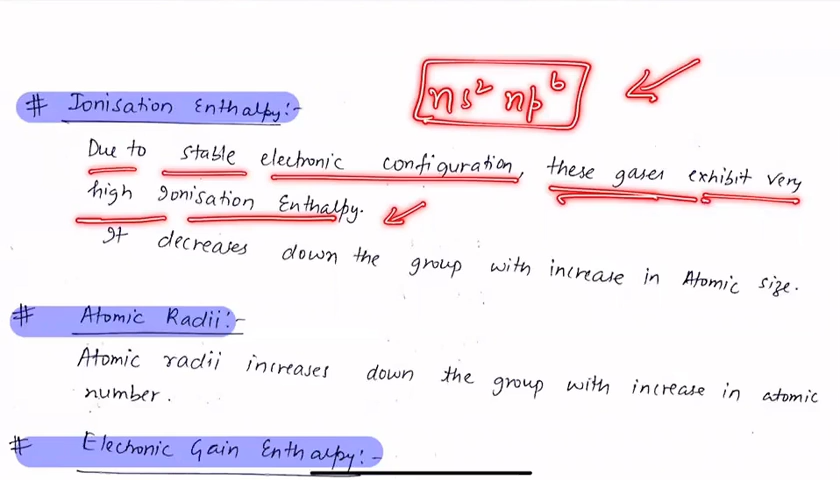 ns² np⁶
# Ionisation Enthalpy:-
Due to stable electronic configuration, these gases exhibit very
high Ionisation Enthalpy.
It decreases down the group with increase in Atomic size.
# Atomic Radii:-
Atomic radii increases down the group with increase in atomic
number.
# Electronic Gain Enthalpy:-